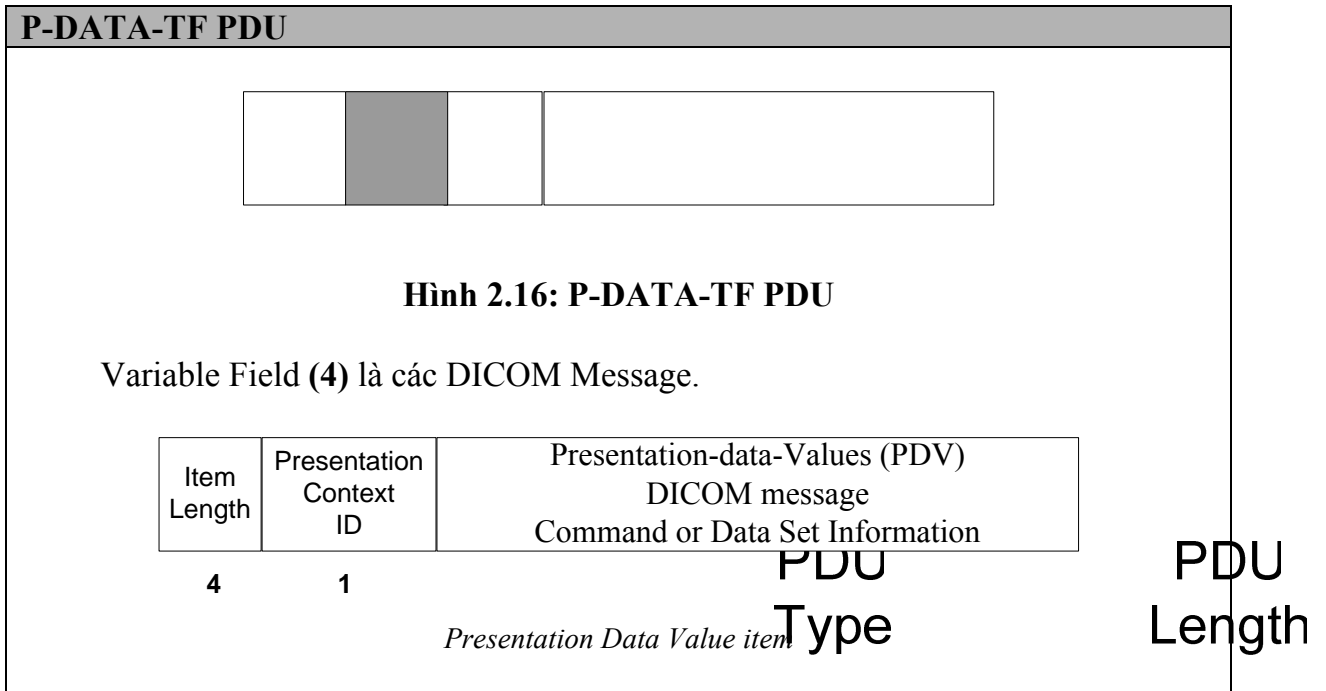 P-DATA-TF PDU
Hình 2.16: P-DATA-TF PDU
Variable Field (4) là các DICOM Message.
Item
Length
Presentation
Context
ID
Presentation-data-Values (PDV)
DICOM message
Command or Data Set Information
4
1
Presentation Data Value item
PDU
Type
PDU
Length